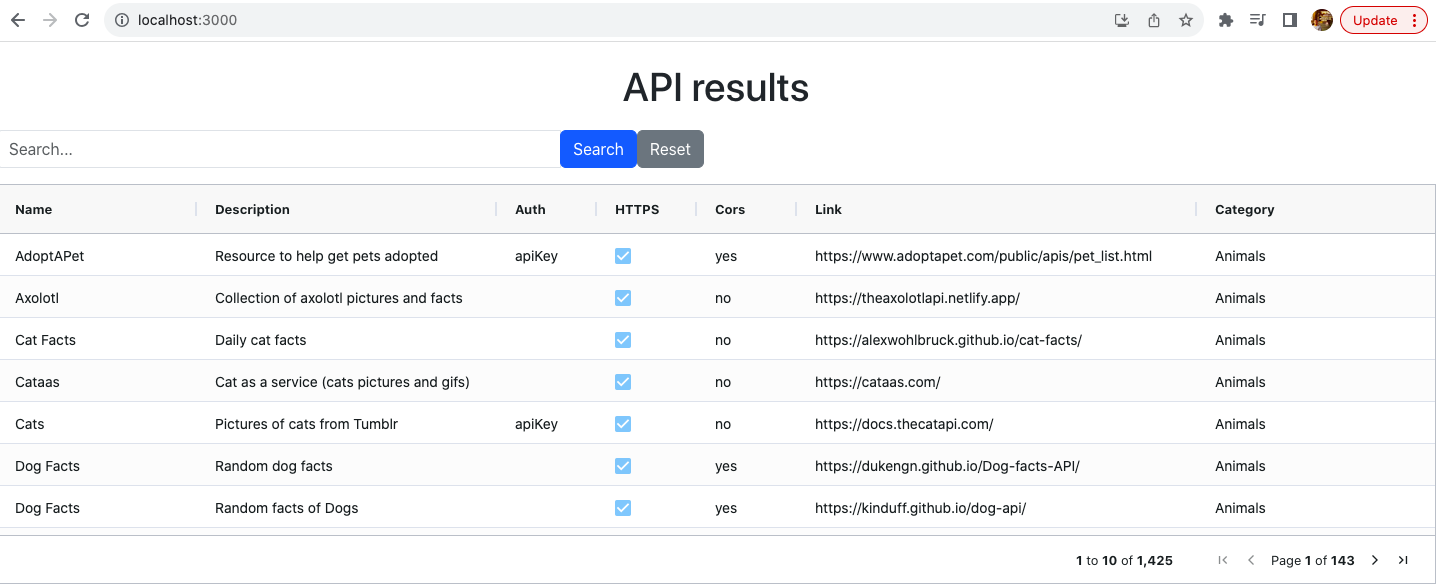 localhost:3000
Update
API results
Search...
Search
Reset
Name Description Auth HTTPS Cors Link Category
AdoptAPet Resource to help get pets adopted apiKey yes https://www.adoptapet.com/public/apis/pet_list.html Animals
Axolotl Collection of axolotl pictures and facts no https://theaxolotlapi.netlify.app/ Animals
Cat Facts Daily cat facts no https://alexwohlbruck.github.io/cat-facts/ Animals
Cataas Cat as a service (cats pictures and gifs) no https://cataas.com/ Animals
Cats Pictures of cats from Tumblr apiKey no https://docs.thecatapi.com/ Animals
Dog Facts Random dog facts yes https://dukengn.github.io/Dog-facts-API/ Animals
Dog Facts Random facts of Dogs yes https://kinduff.github.io/dog-api/ Animals
1 to 10 of 1,425 Page 1 of 143